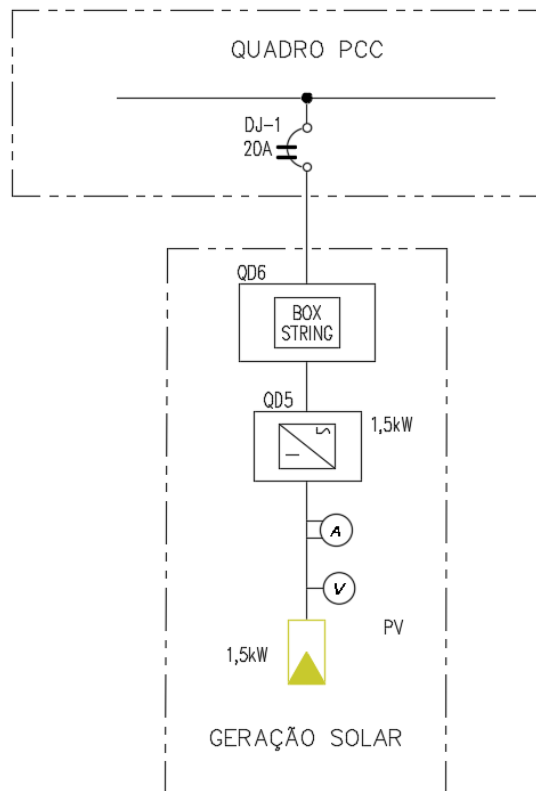 QUADRO PCC
DJ-1
20A
QD6
BOX
STRING
QD5
1,5kW
A
V
PV
1,5kW
GERAÇÃO SOLAR